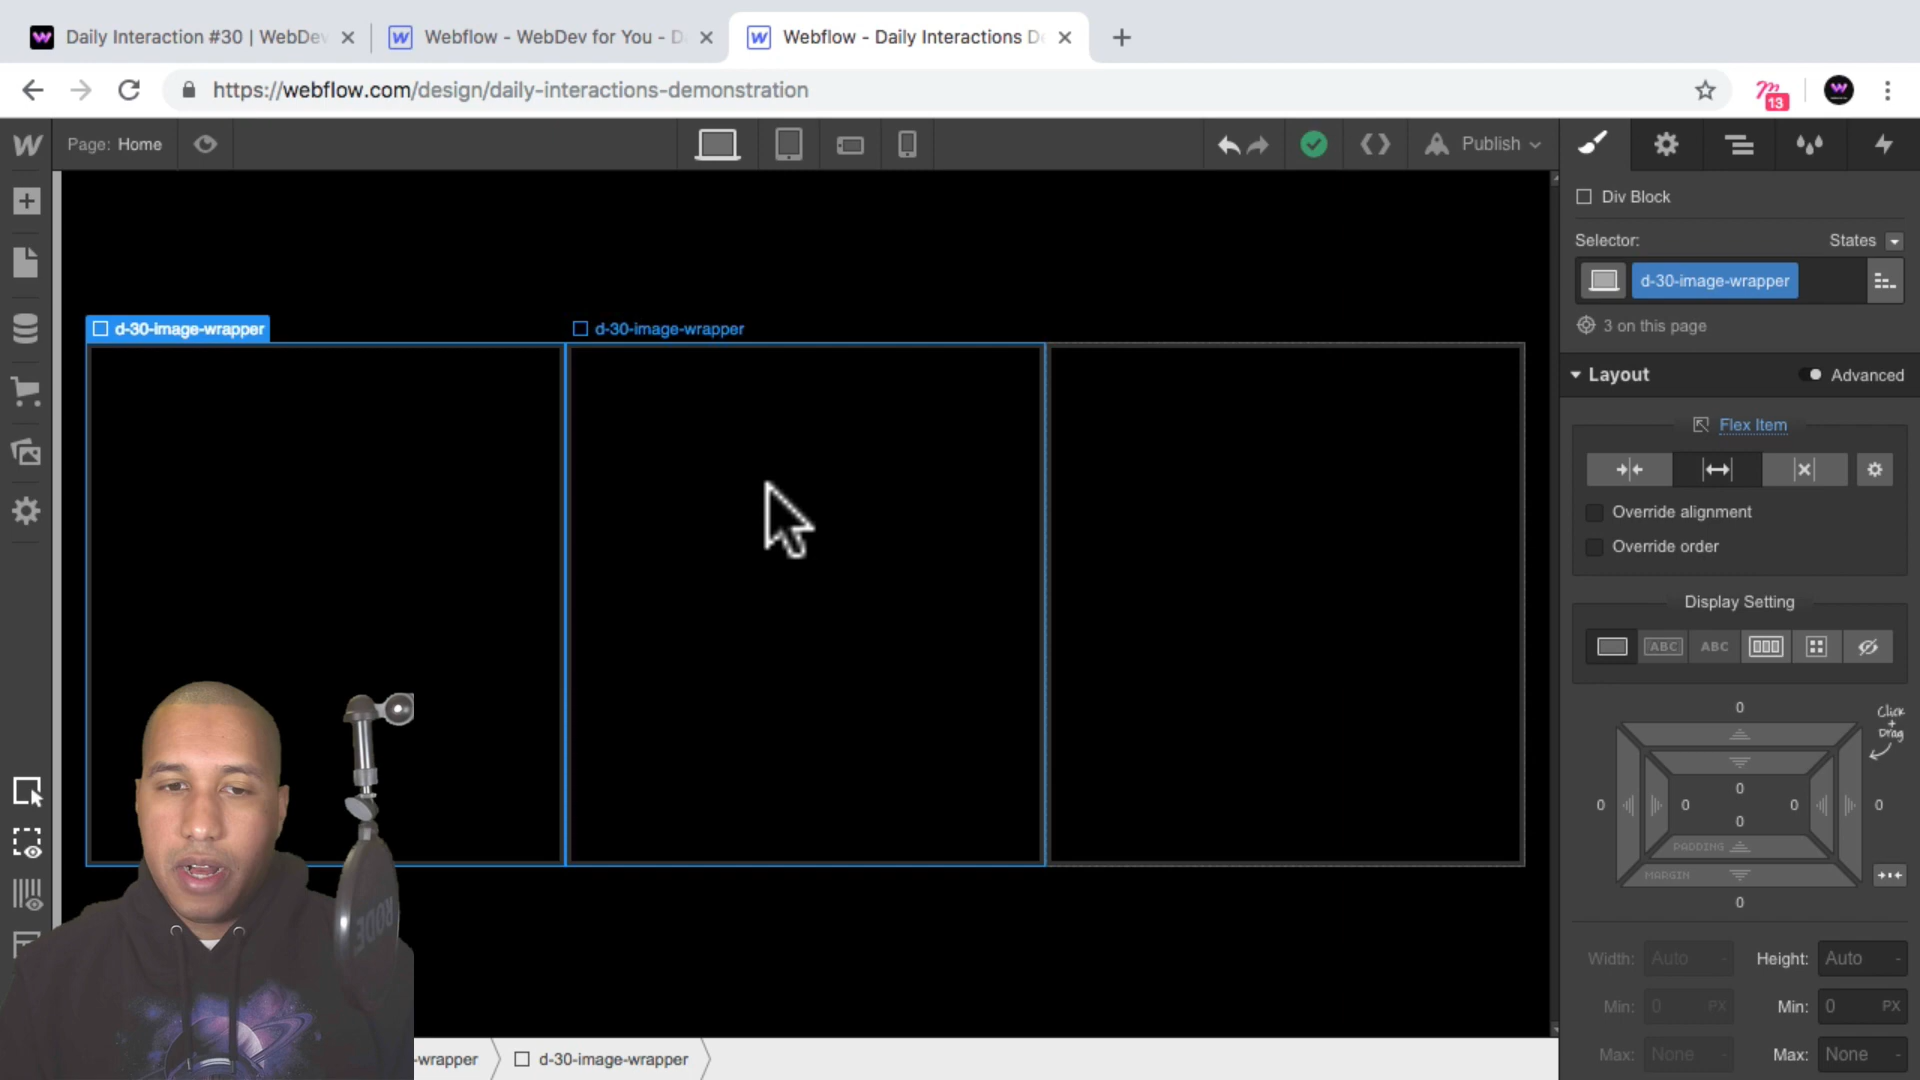 Daily Interaction #30 | WebDev
Webflow - WebDev for You - D
Webflow - Daily Interactions De
https://webflow.com/design/daily-interactions-demonstration
13
Page: Home
Publish
Div Block
Selector:
States
d-30-image-wrapper
3 on this page
Layout
Advanced
Flex Item
Override alignment
Override order
Display Setting
ABC
ABC
0
Click
+
Drag
0
0
0
0
0
0
PADDING
MARGIN
0
Width: Auto -
Height: Auto -
Min: 0 PX
Min: 0 PX
Max: None -
Max: None -
d-30-image-wrapper
d-30-image-wrapper
RODE
-wrapper
d-30-image-wrapper